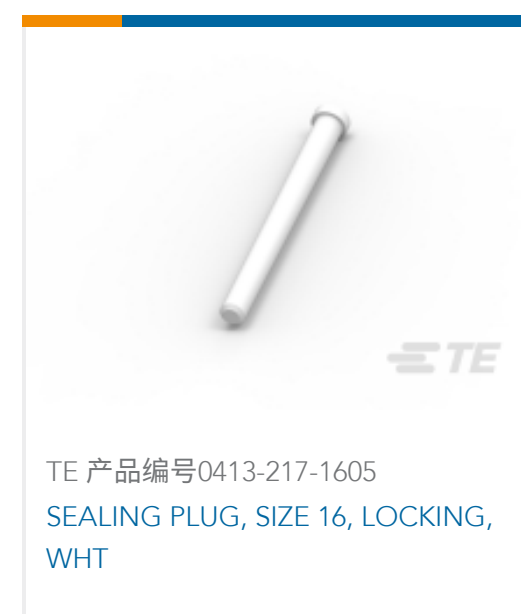 TE
TE 产品编号0413-217-1605
SEALING PLUG, SIZE 16, LOCKING,
WHT